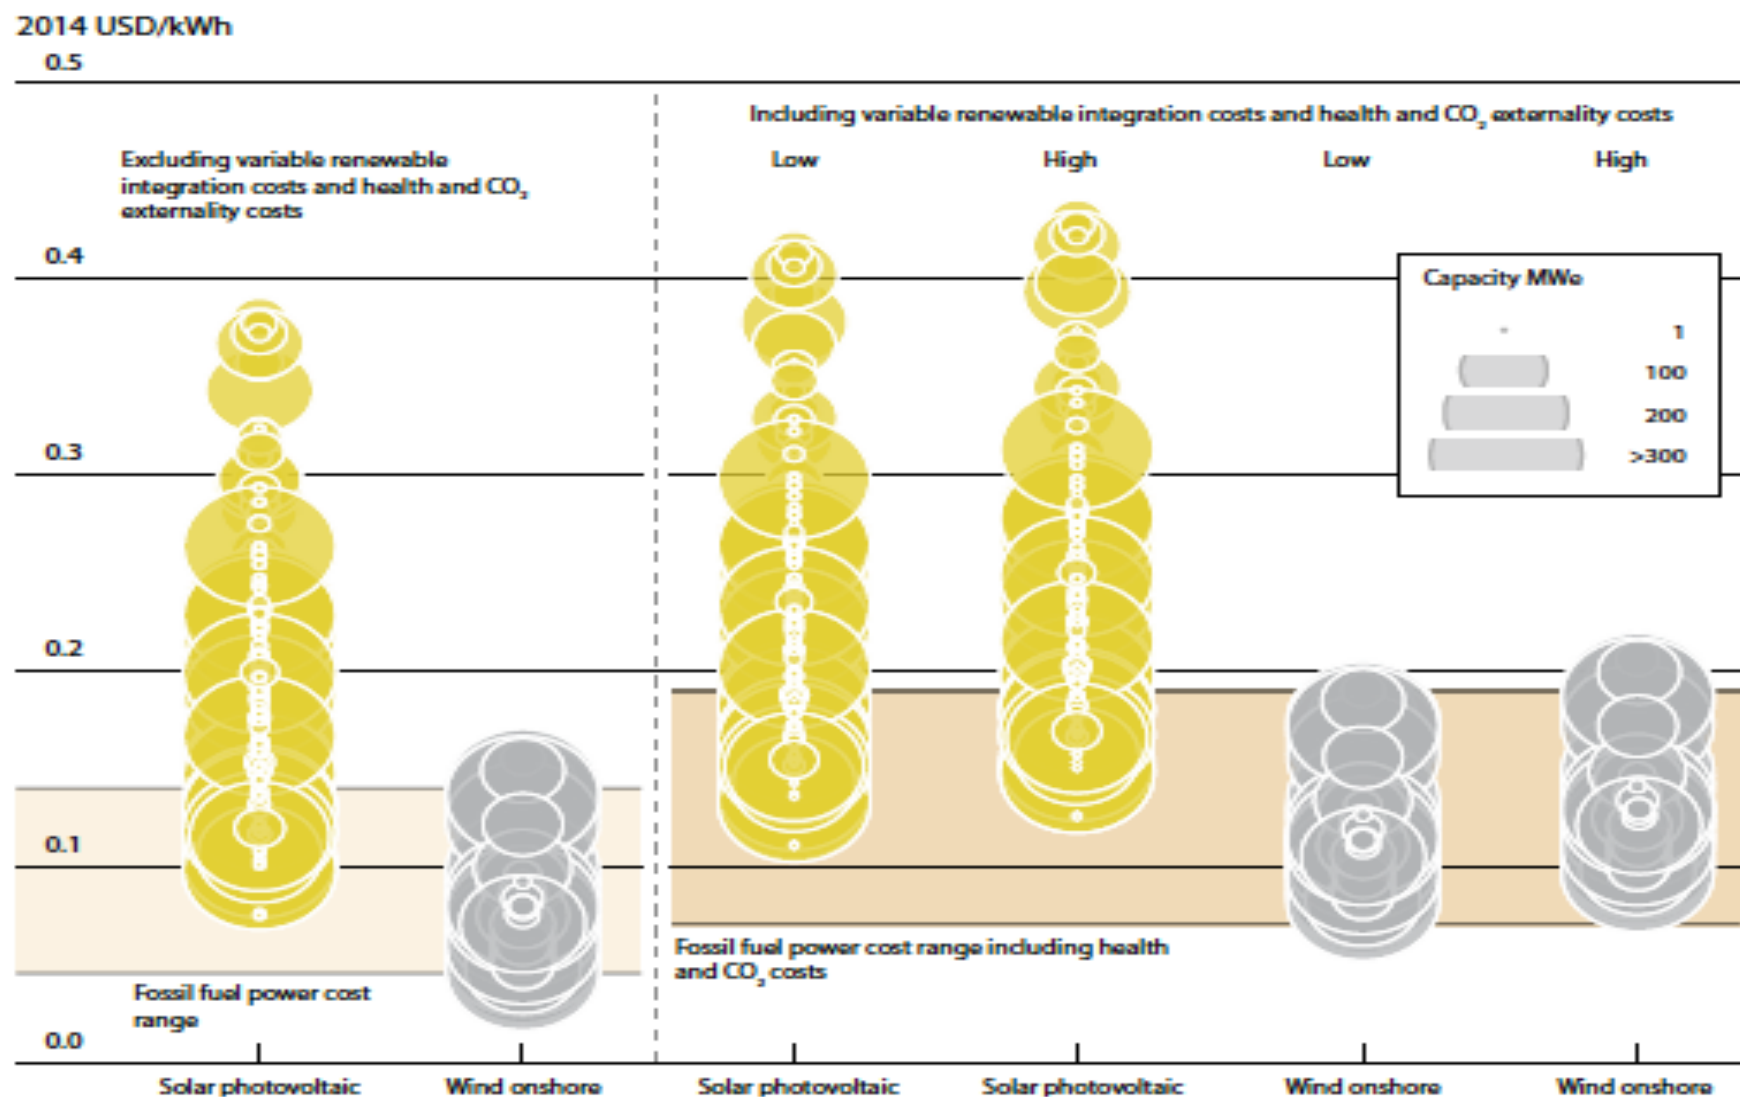 2014 USD/kWh
0.5
Including variable renewable integration costs and health and CO₂ externality costs
Excluding variable renewable
integration costs and health and CO₂
externality costs
Low
High
Low
High
0.4
Capacity MWe
1
100
200
>300
0.3
0.2
0.1
Fossil fuel power cost range including health
and CO₂ costs
Fossil fuel power cost
range
0.0
Solar photovoltaic
Wind onshore
Solar photovoltaic
Solar photovoltaic
Wind onshore
Wind onshore